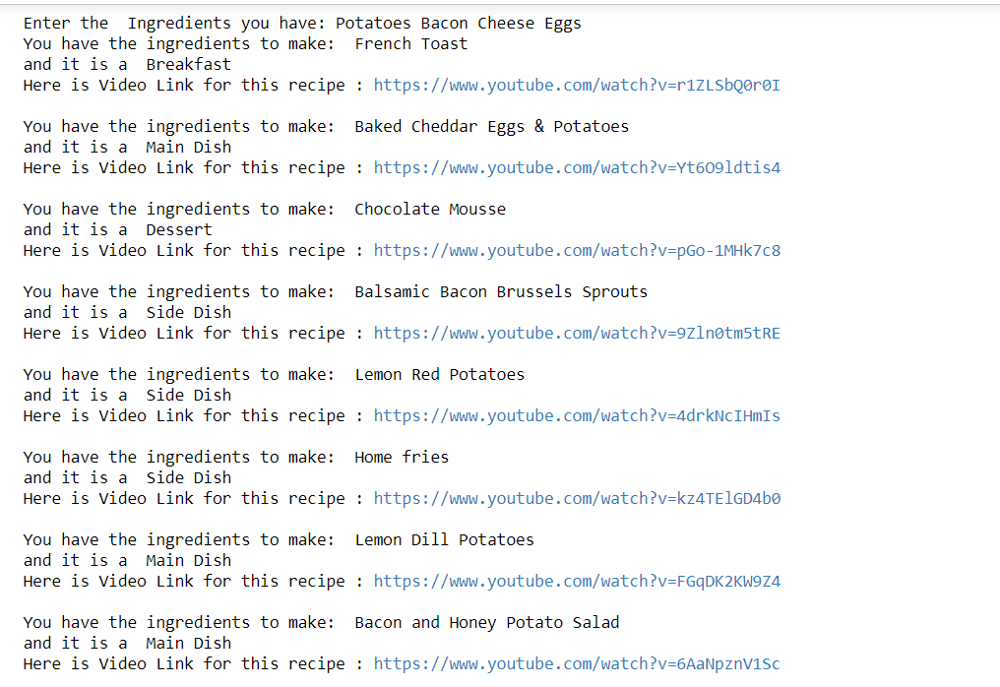 Enter the  Ingredients you have: Potatoes Bacon Cheese Eggs
You have the ingredients to make:  French Toast
and it is a  Breakfast
Here is Video Link for this recipe : https://www.youtube.com/watch?v=r1ZLSbQ0r0I
You have the ingredients to make:  Baked Cheddar Eggs & Potatoes
and it is a  Main Dish
Here is Video Link for this recipe : https://www.youtube.com/watch?v=Yt6O9ldtis4
You have the ingredients to make:  Chocolate Mousse
and it is a  Dessert
Here is Video Link for this recipe : https://www.youtube.com/watch?v=pGo-1MHk7c8
You have the ingredients to make:  Balsamic Bacon Brussels Sprouts
and it is a  Side Dish
Here is Video Link for this recipe : https://www.youtube.com/watch?v=9Zln0tm5tRE
You have the ingredients to make:  Lemon Red Potatoes
and it is a  Side Dish
Here is Video Link for this recipe : https://www.youtube.com/watch?v=4drkNcIHmIs
You have the ingredients to make:  Home fries
and it is a  Side Dish
Here is Video Link for this recipe : https://www.youtube.com/watch?v=kz4TElGD4b0
You have the ingredients to make:  Lemon Dill Potatoes
and it is a  Main Dish
Here is Video Link for this recipe : https://www.youtube.com/watch?v=FGqDK2KW9Z4
You have the ingredients to make:  Bacon and Honey Potato Salad
and it is a  Main Dish
Here is Video Link for this recipe : https://www.youtube.com/watch?v=6AaNpznV1Sc